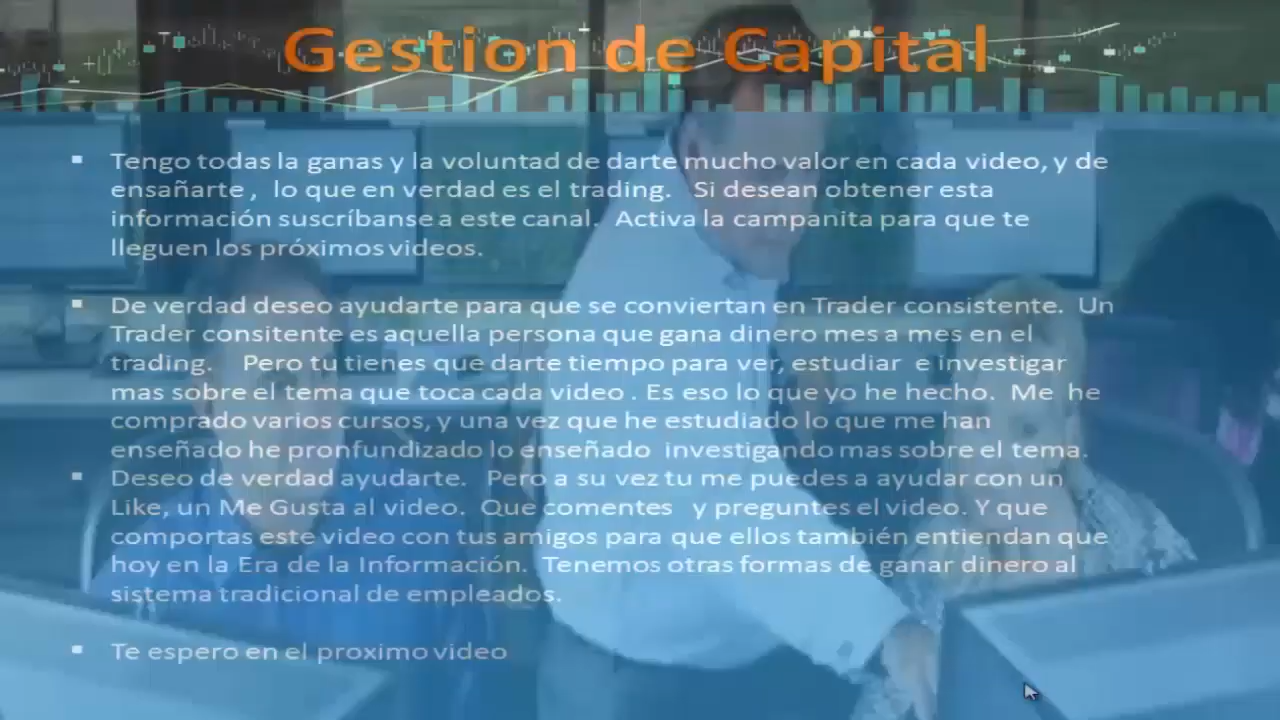 Gestion de Capital
▪ Tengo todas la ganas y la voluntad de darte mucho valor en cada video, y de
ensañarte , lo que en verdad es el trading. Si desean obtener esta
información suscríbanse a este canal. Activa la campanita para que te
lleguen los próximos videos.
▪ De verdad deseo ayudarte para que se conviertan en Trader consistente. Un
Trader consitente es aquella persona que gana dinero mes a mes en el
trading. Pero tu tienes que darte tiempo para ver, estudiar e investigar
mas sobre el tema que toca cada video . Es eso lo que yo he hecho. Me he
comprado varios cursos, y una vez que he estudiado lo que me han
enseñado he pronfundizado lo enseñado investigando mas sobre el tema.
▪ Deseo de verdad ayudarte. Pero a su vez tu me puedes a ayudar con un
Like, un Me Gusta al video. Que comentes y preguntes el video. Y que
comportas este video con tus amigos para que ellos también entiendan que
hoy en la Era de la Información. Tenemos otras formas de ganar dinero al
sistema tradicional de empleados.
▪ Te espero en el proximo video